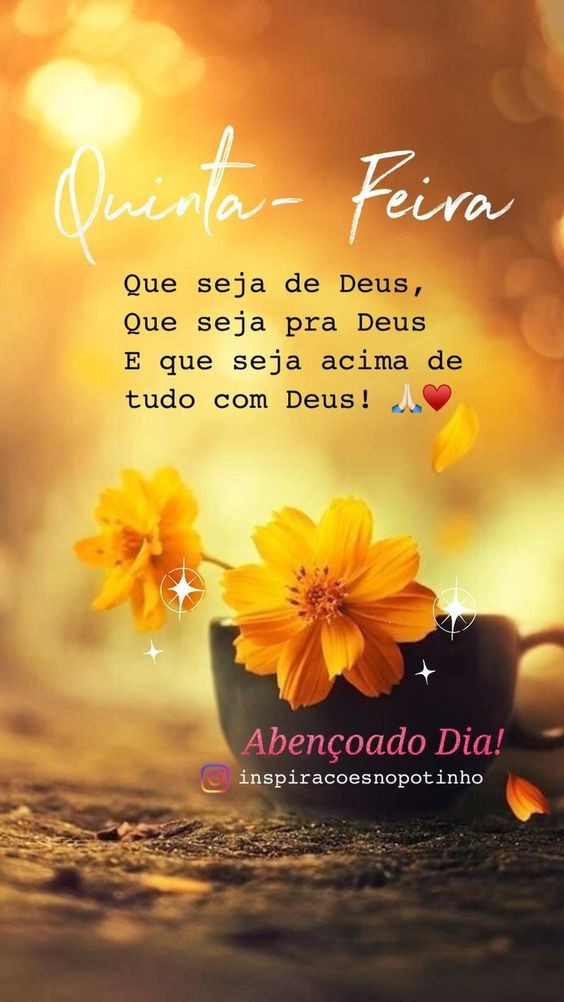 Quinta- Feira
Que seja de Deus,
Que seja pra Deus
E que seja acima de
tudo com Deus! 🙏🏻♥️
Abençoado Dia!
inspiracoesnopotinho